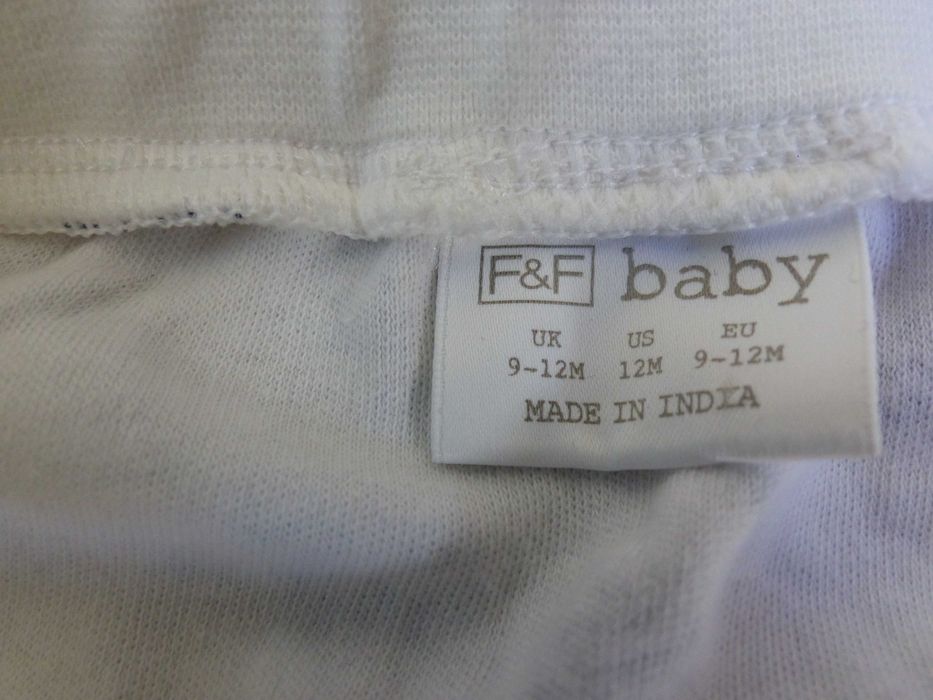 F&F baby
UK US EU
9-12M 12M 9-12M
MADE IN INDIA